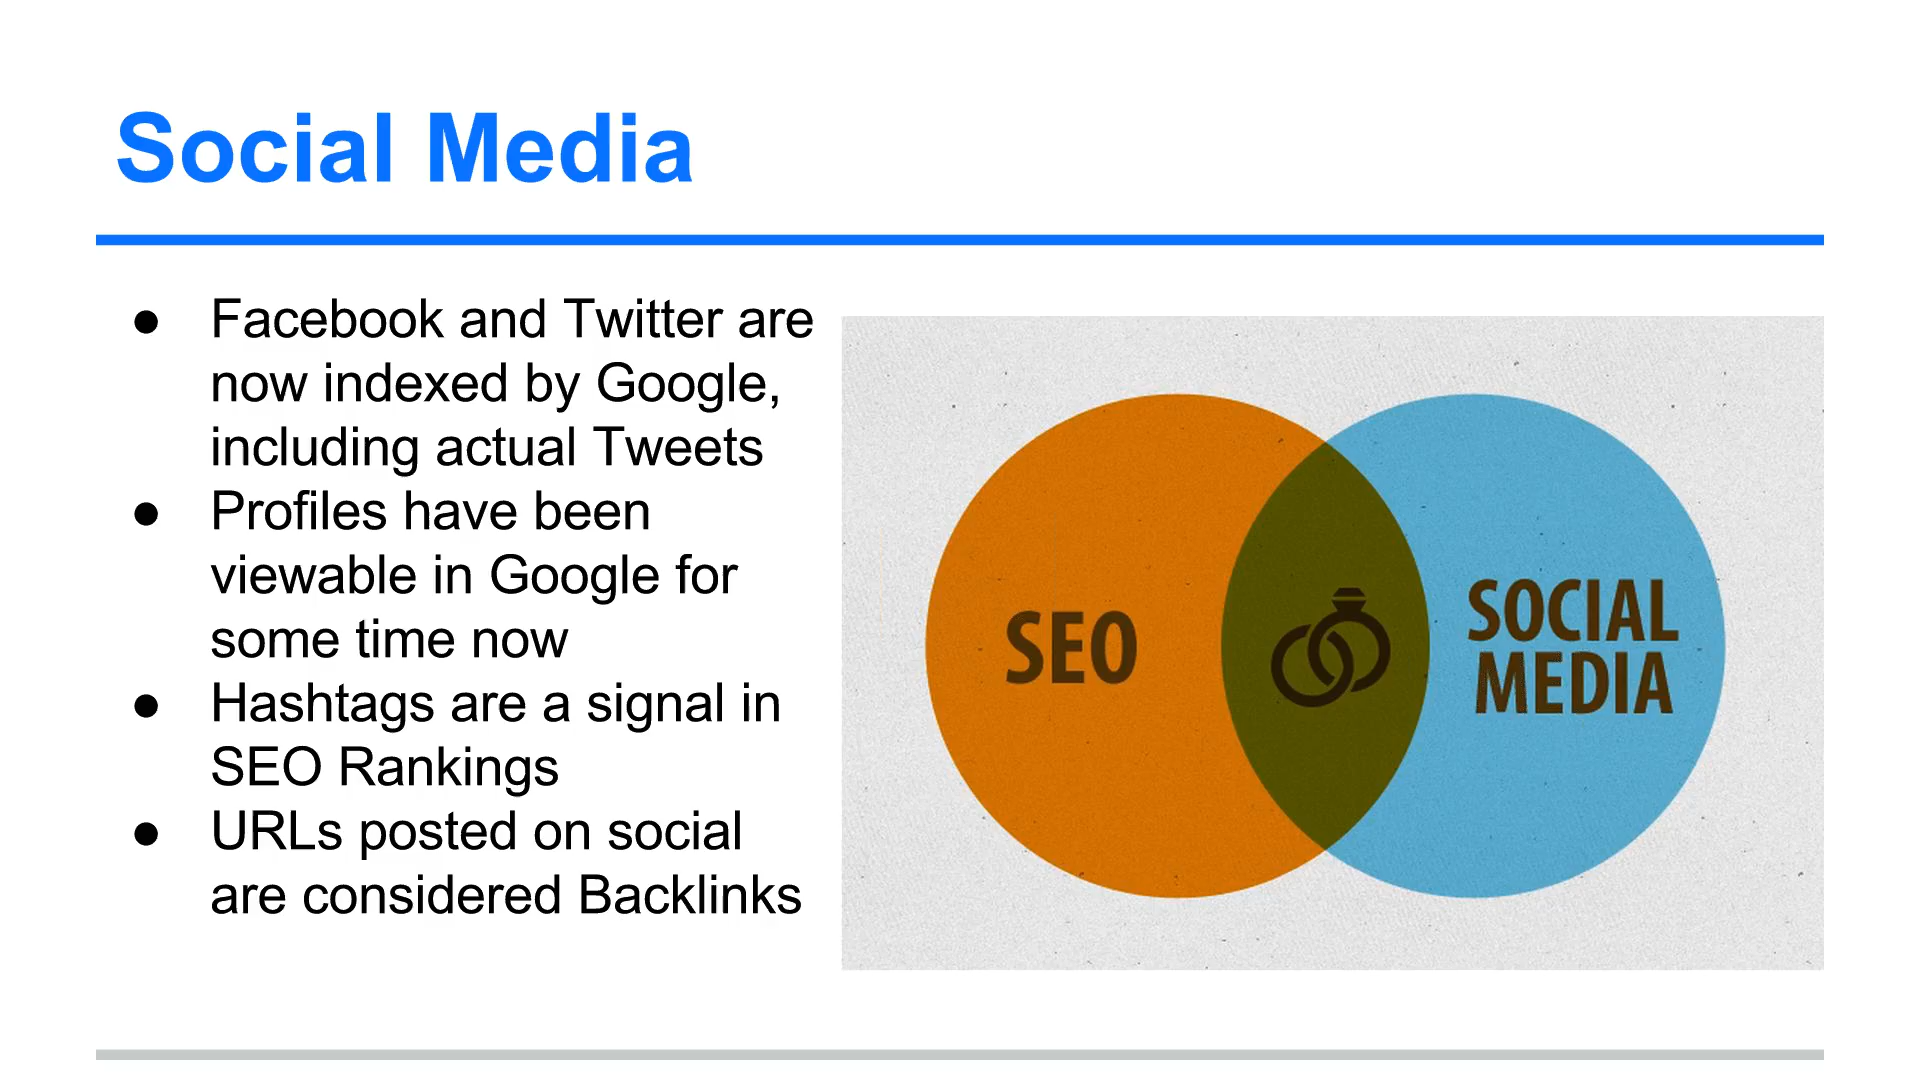 Social Media
● Facebook and Twitter are
now indexed by Google,
including actual Tweets
● Profiles have been
viewable in Google for
some time now
● Hashtags are a signal in
SEO Rankings
● URLs posted on social
are considered Backlinks
SEO
SOCIAL
MEDIA